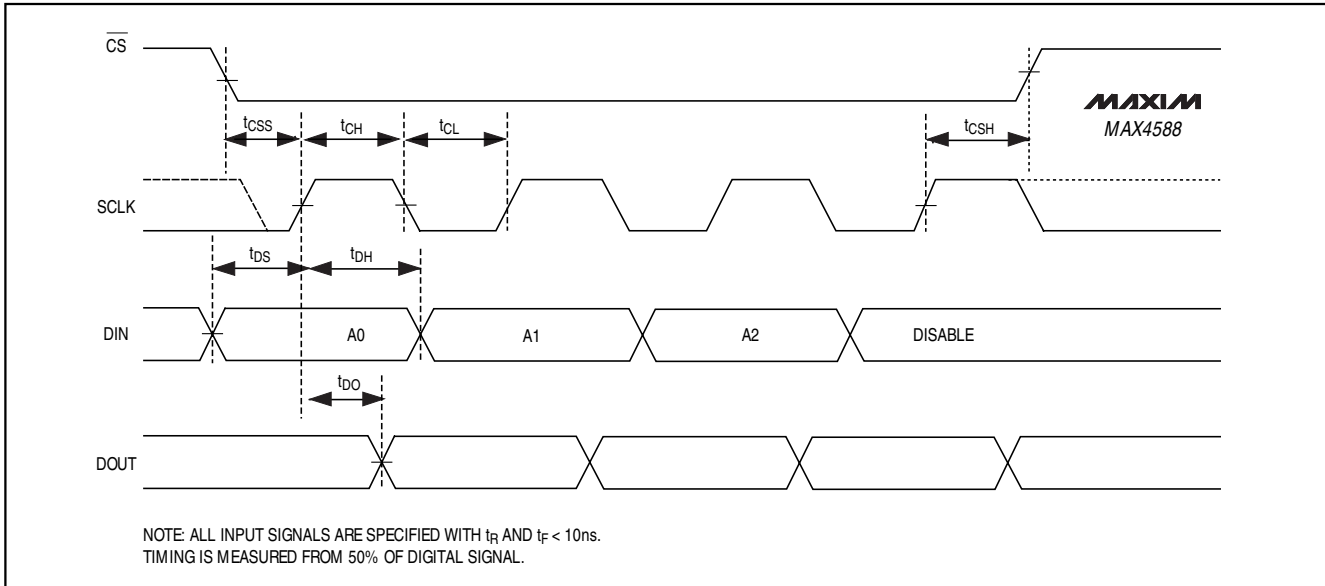 CS
MAXIM
MAX4588
tCSS
tCH
tCL
tCSH
SCLK
tDS
tDH
DIN
A0
A1
A2
DISABLE
tDO
DOUT
NOTE: ALL INPUT SIGNALS ARE SPECIFIED WITH tR AND tF < 10ns.
TIMING IS MEASURED FROM 50% OF DIGITAL SIGNAL.